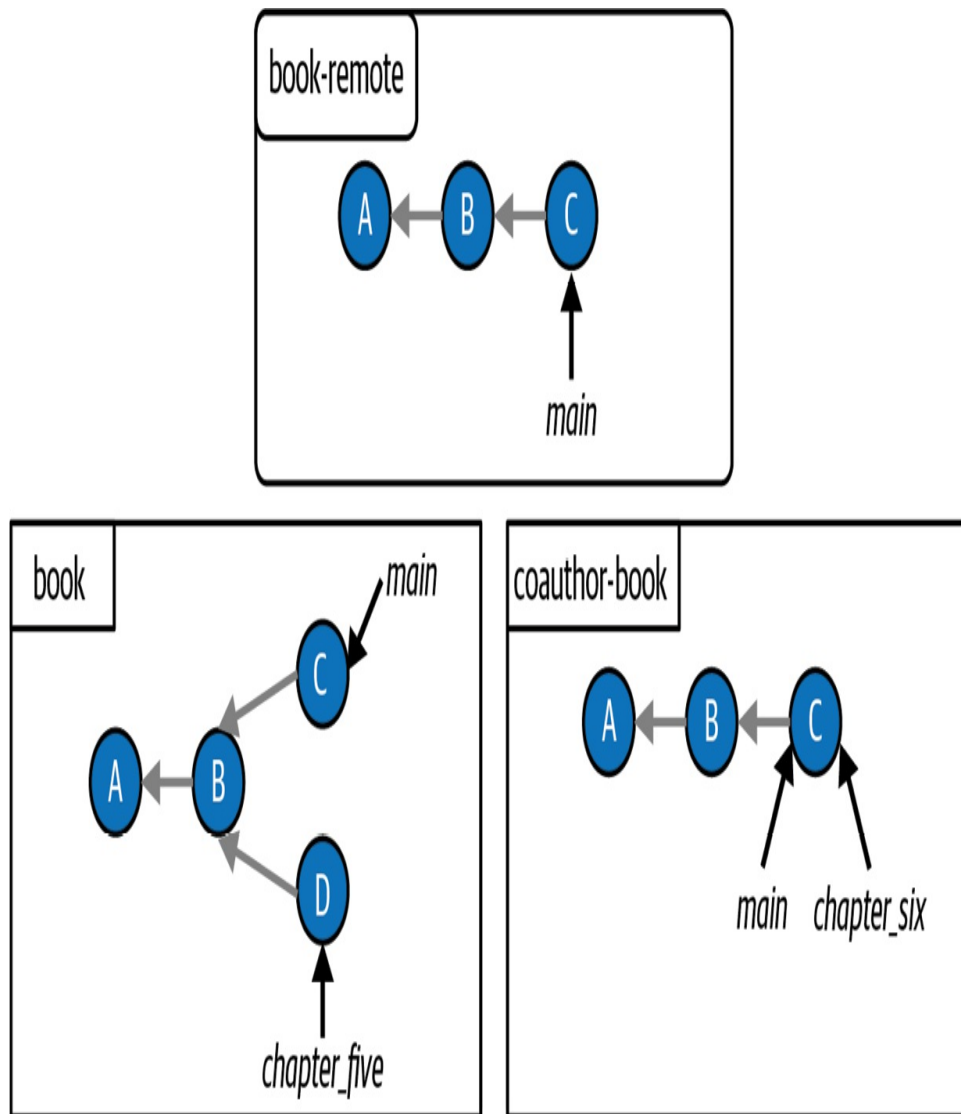 book-remote
A
B
C
main
book
main
C
A
B
D
chapter_five
coauthor-book
A
B
C
main
chapter_six